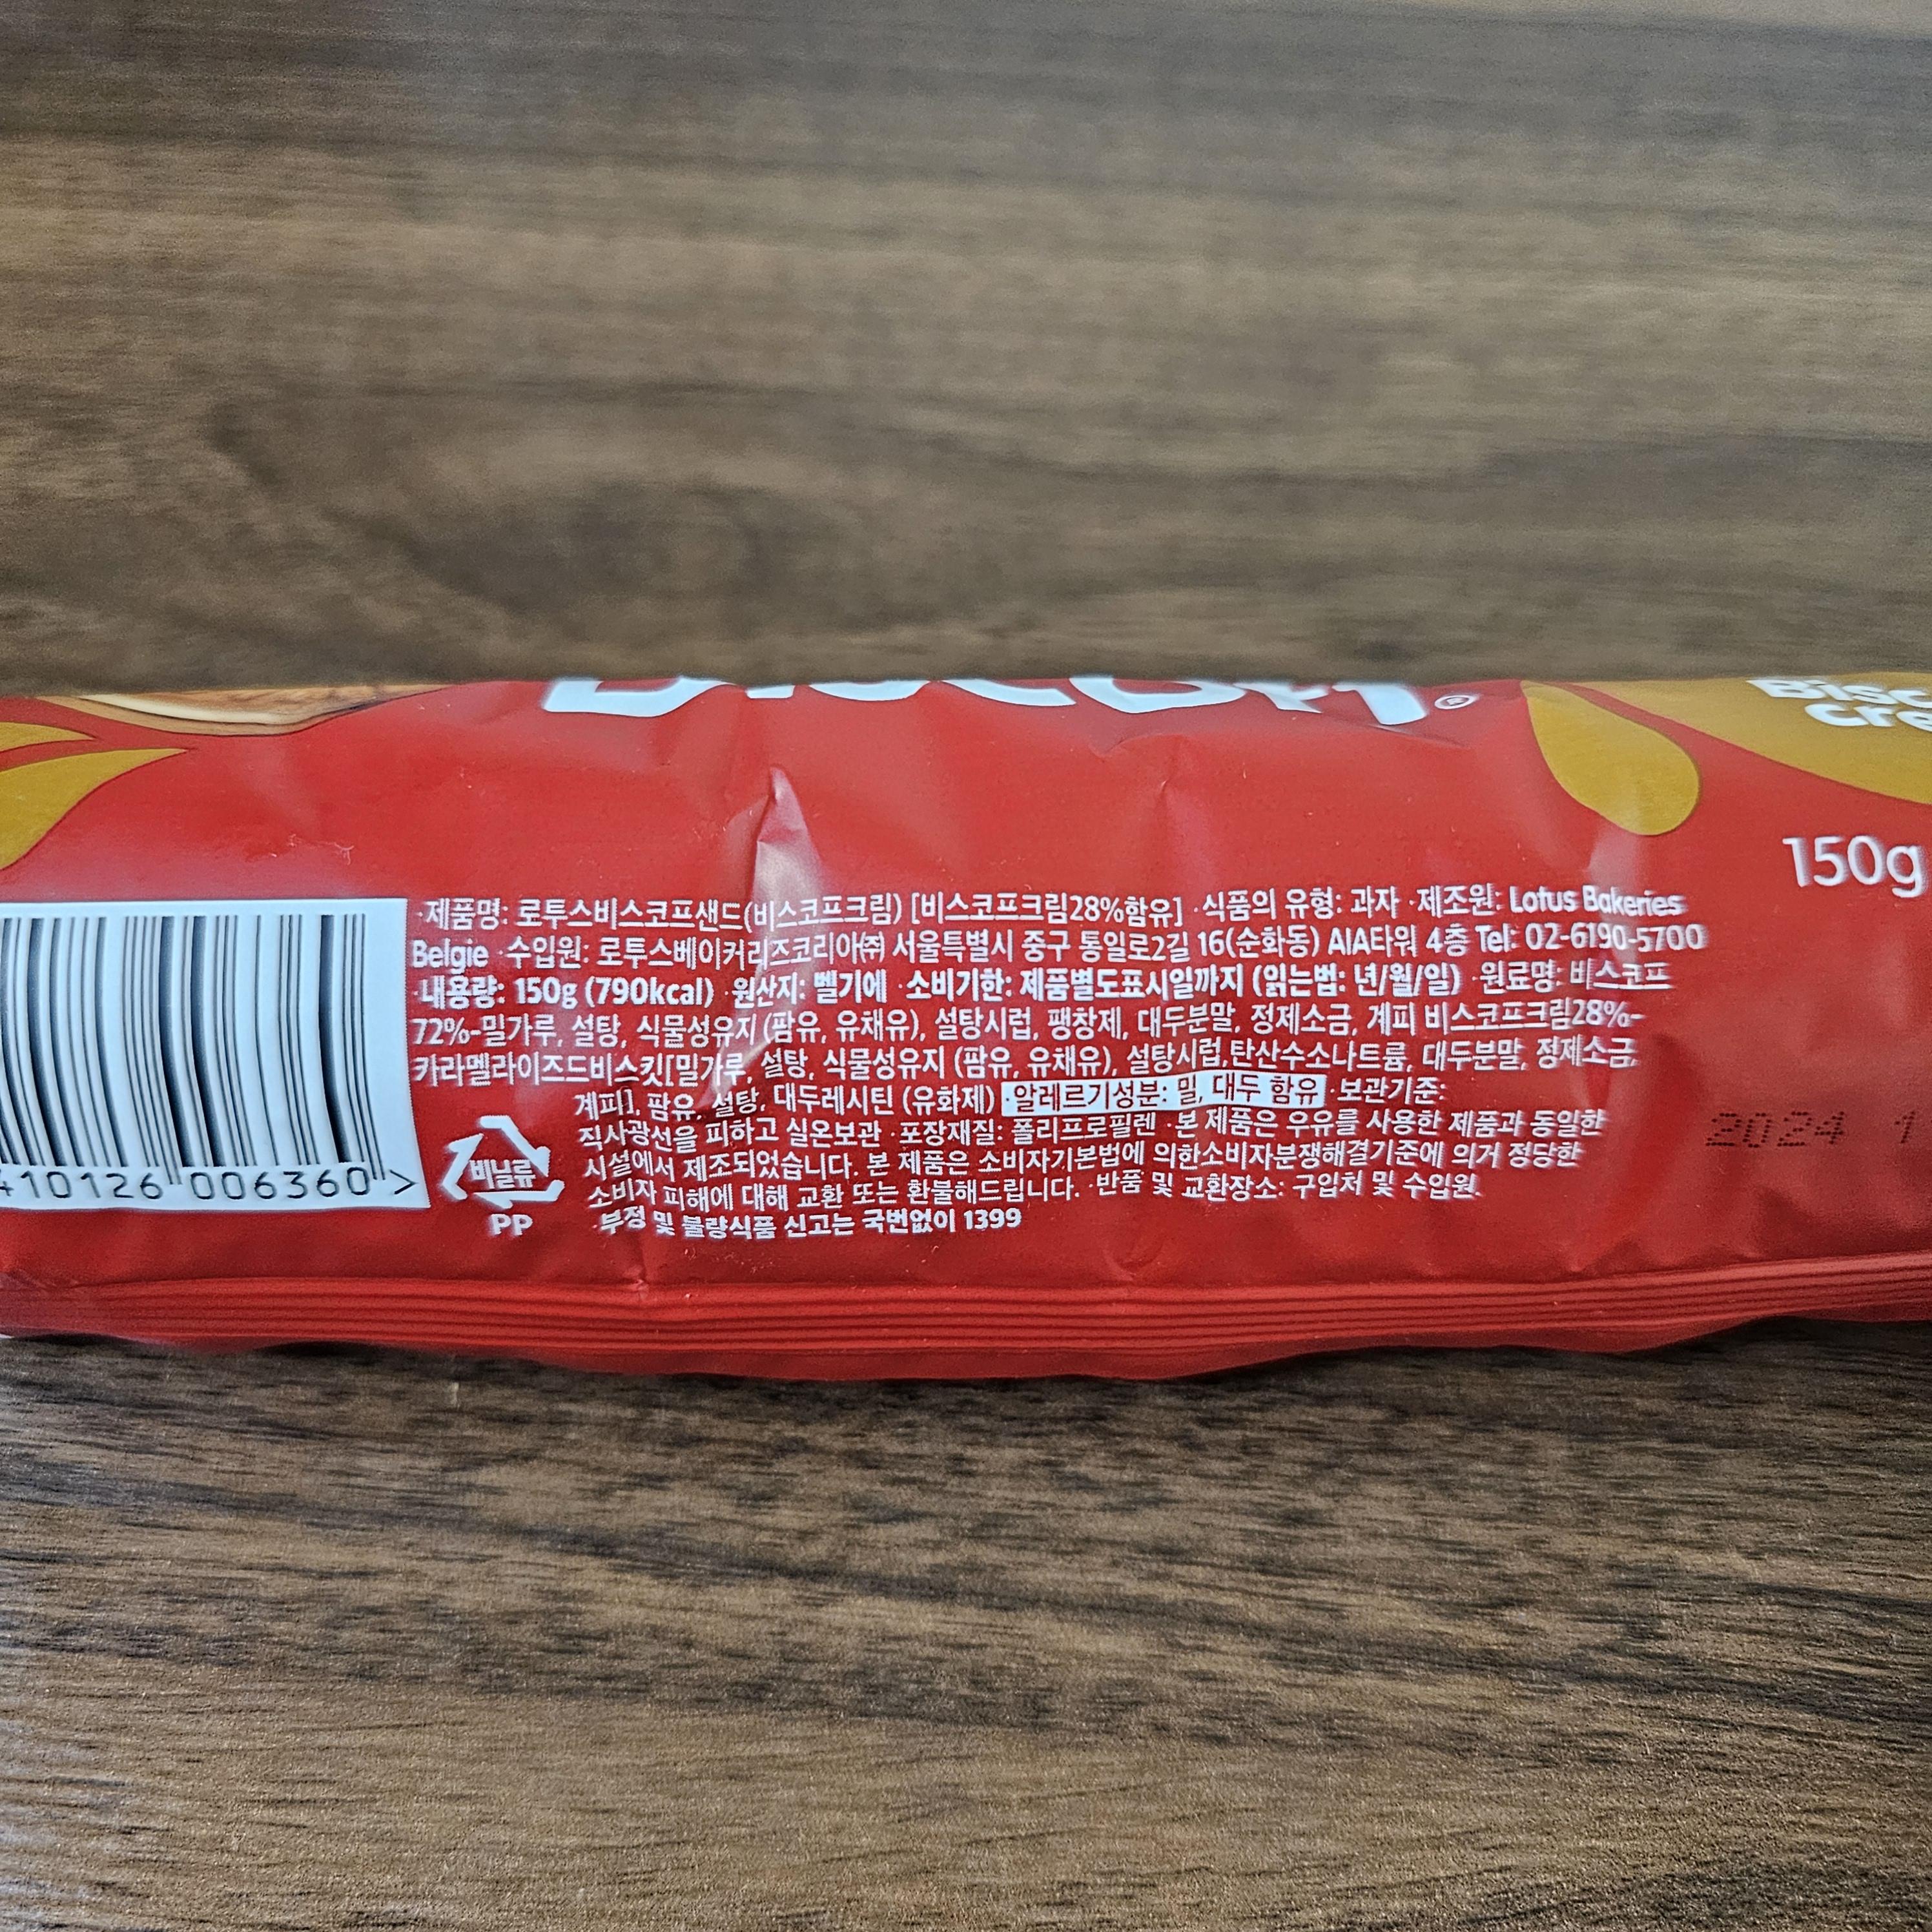 150g
·제품명: 로투스비스코프샌드(비스코프크림) [비스코프크림28%함유] ·식품의 유형: 과자 ·제조원: Lotus Bakeries
Belgie ·수입원: 로투스베이커리즈코리아㈜ 서울특별시 중구 통일로2길 16(순화동) AIA타워 4층 Tel: 02-6190-5700
·내용량: 150g (790kcal) ·원산지: 벨기에 ·소비기한: 제품별도표시일까지 (읽는법: 년/월/일) ·원료명: 비스코프
72%-밀가루, 설탕, 식물성유지 (팜유, 유채유), 설탕시럽, 팽창제, 대두분말, 정제소금, 계피 비스코프크림28%-
카라멜라이즈드비스킷[밀가루, 설탕, 식물성유지 (팜유, 유채유), 설탕시럽,탄산수소나트륨, 대두분말, 정제소금,
계피], 팜유, 설탕, 대두레시틴 (유화제) ·알레르기성분: 밀, 대두 함유 ·보관기준:
직사광선을 피하고 실온보관 ·포장재질: 폴리프로필렌 ·본 제품은 우유를 사용한 제품과 동일한
시설에서 제조되었습니다. 본 제품은 소비자기본법에 의한소비자분쟁해결기준에 의거 정당한
소비자 피해에 대해 교환 또는 환불해드립니다. ·반품 및 교환장소: 구입처 및 수입원.
·부정 및 불량식품 신고는 국번없이 1399
비닐류
PP
410126 006360 >
2024 1